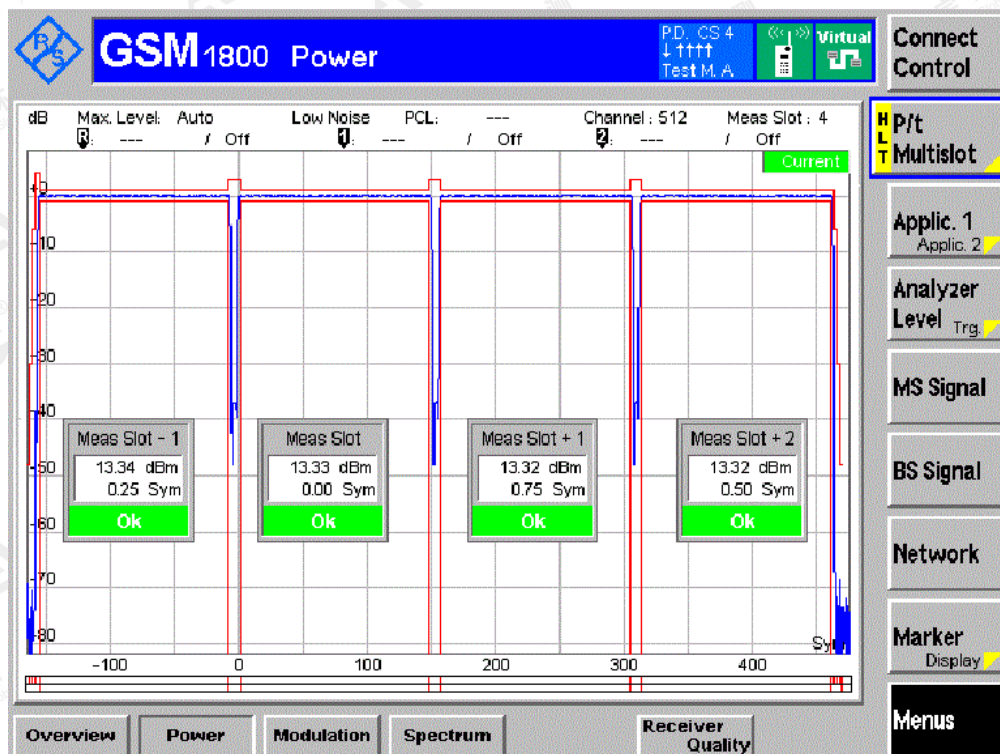 R S
GSM 1800 Power
P.D. CS 4
↓ ↑↑↑↑
Test M. A
Virtual
Connect Control
dB Max. Level: Auto Low Noise PCL: --- Channel : 512 Meas Slot : 4
R: --- / Off 1: --- / Off 2: --- / Off
Current
HLT
P/t Multislot
Applic. 1
Applic. 2
Analyzer Level Trg.
MS Signal
BS Signal
Network
Marker
Display
Menus
+0
-10
-20
-30
-40
-50
-60
-70
-80
Meas Slot - 1
13.34 dBm
0.25 Sym
Ok
Meas Slot
13.33 dBm
0.00 Sym
Ok
Meas Slot + 1
13.32 dBm
0.75 Sym
Ok
Meas Slot + 2
13.32 dBm
0.50 Sym
Ok
-100 0 100 200 300 400
Overview Power Modulation Spectrum Receiver Quality